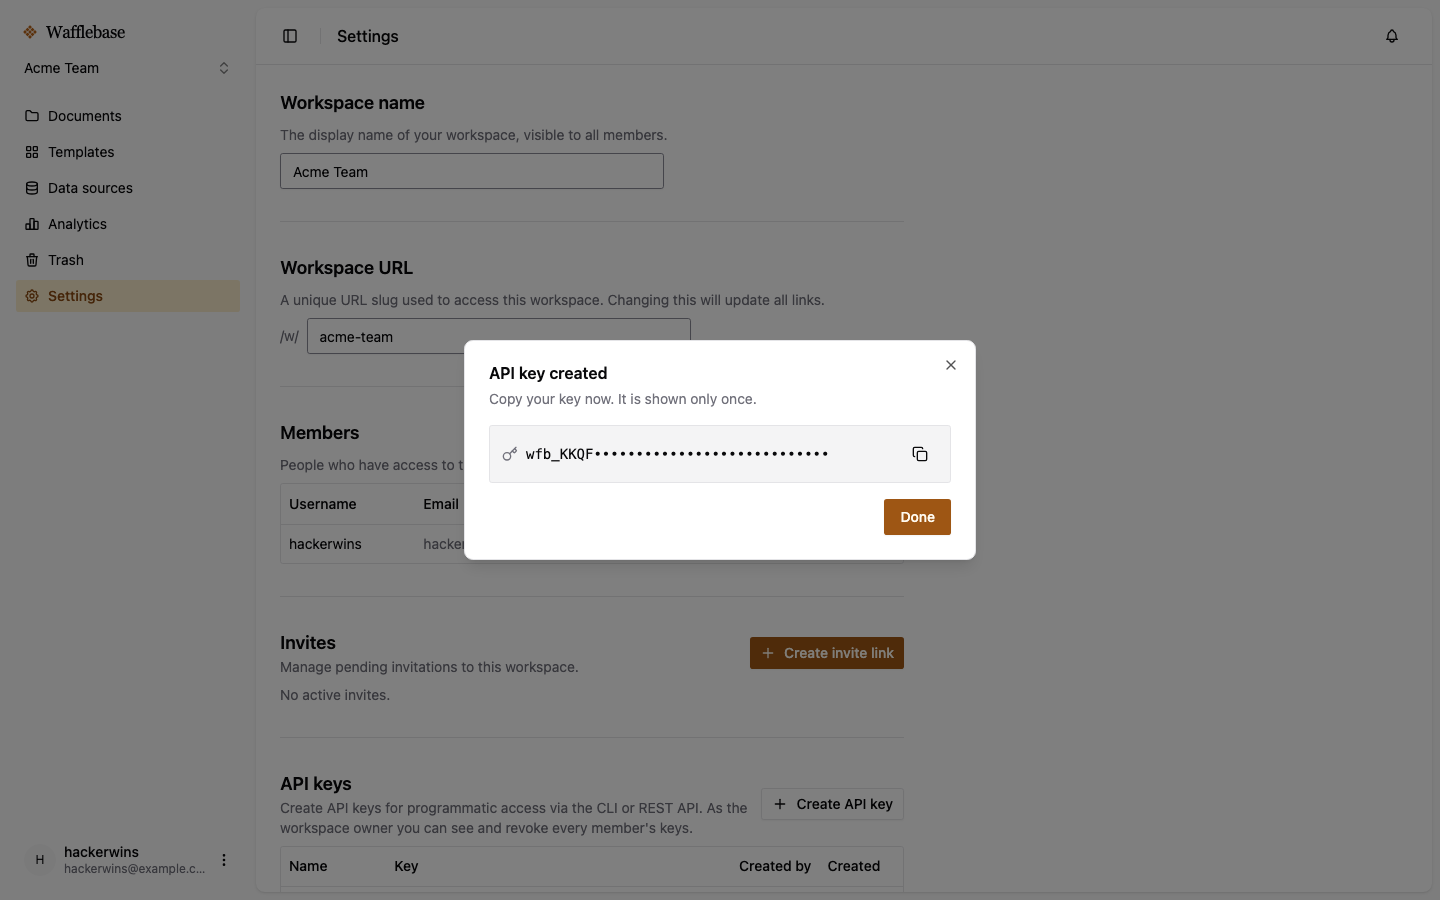 Wafflebase
Acme Team
Documents
Templates
Data sources
Analytics
Trash
Settings
hackerwins
hackerwins@example.c...
H
Settings
Workspace name
The display name of your workspace, visible to all members.
Acme Team
Workspace URL
A unique URL slug used to access this workspace. Changing this will update all links.
/w/ acme-team
Members
People who have access to t
Username Email
hackerwins hacke
API key created
Copy your key now. It is shown only once.
wfb_KKQF••••••••••••••••••••••••••••
Done
Invites
Manage pending invitations to this workspace.
Create invite link
No active invites.
API keys
Create API keys for programmatic access via the CLI or REST API. As the
workspace owner you can see and revoke every member's keys.
Create API key
Name Key Created by Created